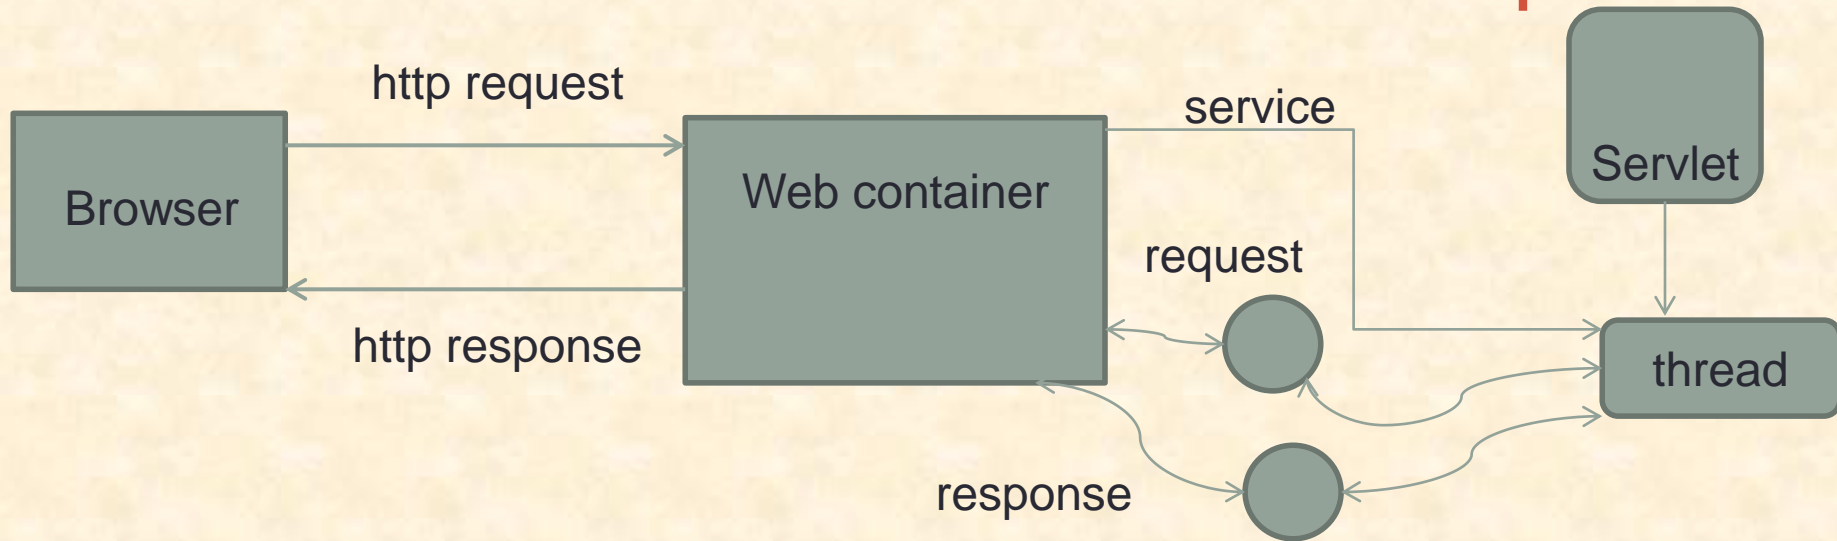 http request
Browser
http response
Web container
service
Servlet
request
thread
response